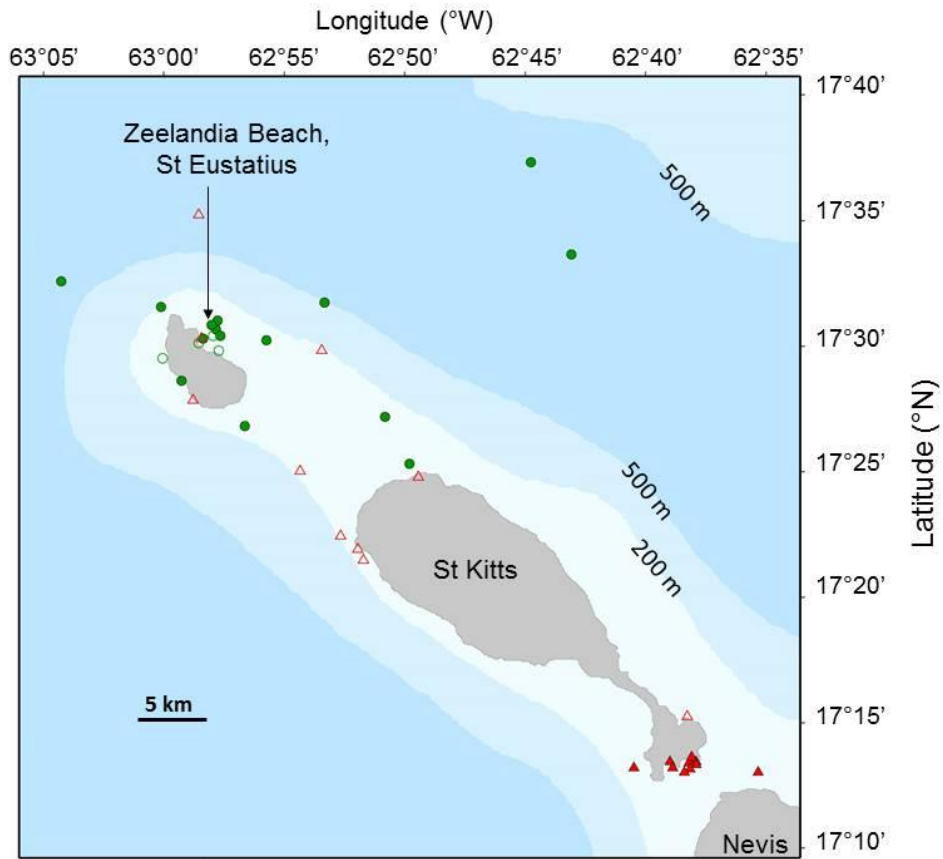 Longitude (°W)
63°05’ 63°00’ 62°55’ 62°50’ 62°45’ 62°40’ 62°35’
17°40’
Zeelandia Beach,
St Eustatius
500 m
17°35’
17°30’
Latitude (°N)
17°25’
500 m
200 m
St Kitts
17°20’
5 km
17°15’
Nevis
17°10’